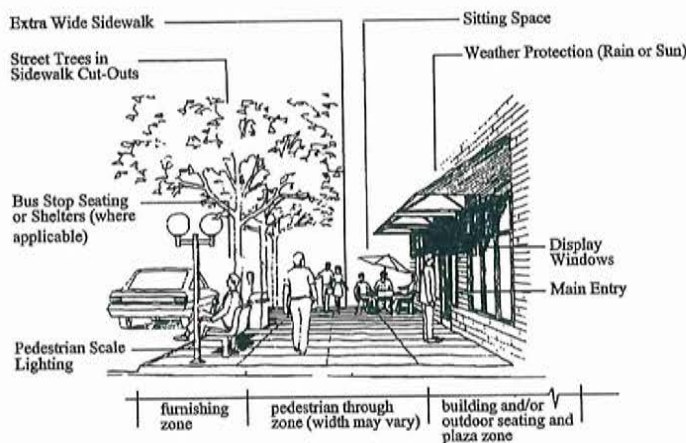 Extra Wide Sidewalk
Street Trees in
Sidewalk Cut-Outs
Bus Stop Seating
or Shelters (where
applicable)
Pedestrian Scale
Lighting
Sitting Space
Weather Protection (Rain or Sun)
Display
Windows
Main Entry
furnishing
zone
pedestrian through
zone (width may vary)
building and/or
outdoor seating and
plaza zone